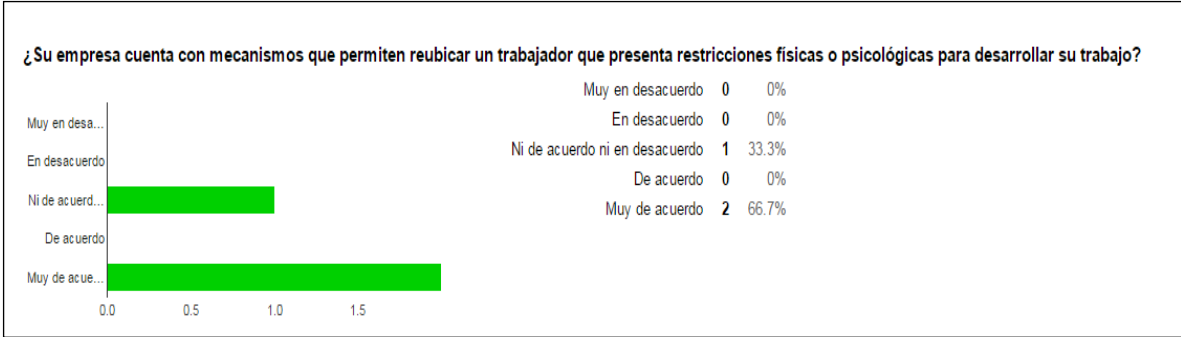 ¿Su empresa cuenta con mecanismos que permiten reubicar un trabajador que presenta restricciones físicas o psicológicas para desarrollar su trabajo?
Muy en desa...
En desacuerdo
Ni de acuerd...
De acuerdo
Muy de acue...
0.0 0.5 1.0 1.5
Muy en desacuerdo 0 0%
En desacuerdo 0 0%
Ni de acuerdo ni en desacuerdo 1 33.3%
De acuerdo 0 0%
Muy de acuerdo 2 66.7%